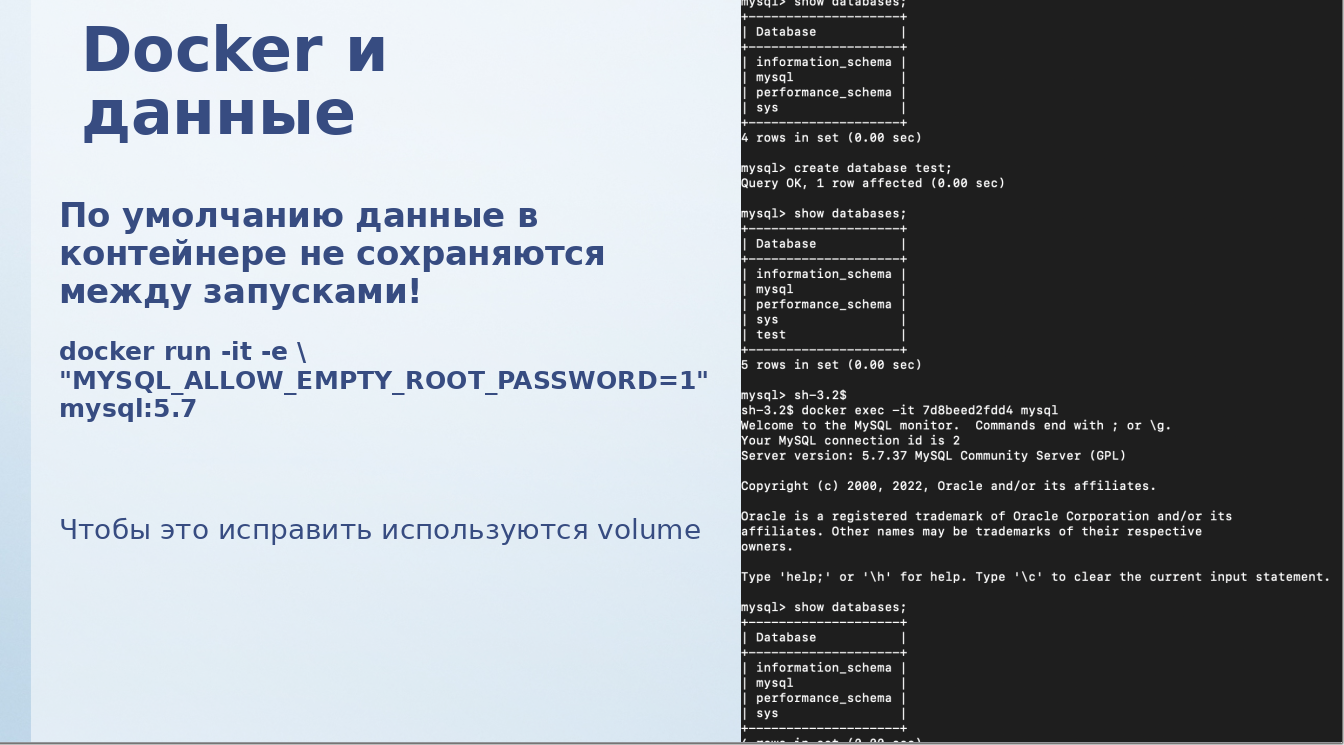 Docker и
данные
По умолчанию данные в
контейнере не сохраняются
между запусками!
docker run -it -e \
"MYSQL_ALLOW_EMPTY_ROOT_PASSWORD=1"
mysql:5.7
Чтобы это исправить используются volume
mysql> show databases;
+--------------------+
| Database           |
+--------------------+
| information_schema |
| mysql              |
| performance_schema |
| sys                |
+--------------------+
4 rows in set (0.00 sec)
mysql> create database test;
Query OK, 1 row affected (0.00 sec)
mysql> show databases;
+--------------------+
| Database           |
+--------------------+
| information_schema |
| mysql              |
| performance_schema |
| sys                |
| test               |
+--------------------+
5 rows in set (0.00 sec)
mysql> sh-3.2$
sh-3.2$ docker exec -it 7d8beed2fdd4 mysql
Welcome to the MySQL monitor.  Commands end with ; or \g.
Your MySQL connection id is 2
Server version: 5.7.37 MySQL Community Server (GPL)
Copyright (c) 2000, 2022, Oracle and/or its affiliates.
Oracle is a registered trademark of Oracle Corporation and/or its
affiliates. Other names may be trademarks of their respective
owners.
Type 'help;' or '\h' for help. Type '\c' to clear the current input statement.
mysql> show databases;
+--------------------+
| Database           |
+--------------------+
| information_schema |
| mysql              |
| performance_schema |
| sys                |
+--------------------+
4 rows in set (0.00 sec)